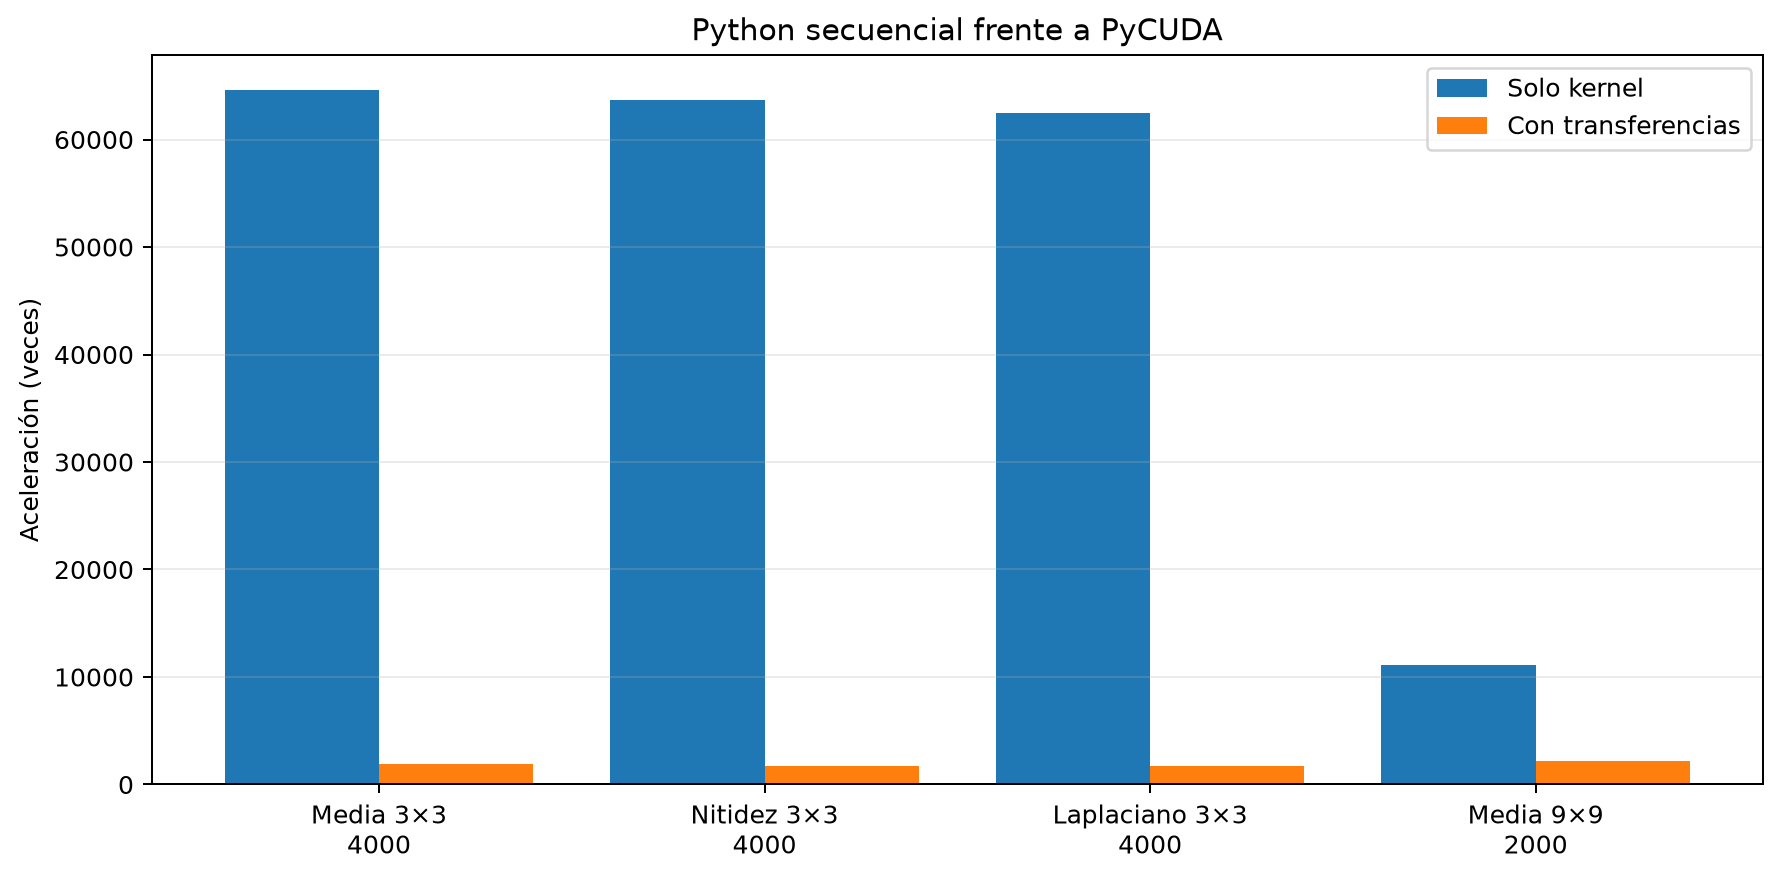 Python secuencial frente a PyCUDA
Solo kernel
Con transferencias
Aceleración (veces)
60000
50000
40000
30000
20000
10000
0
Media 3×3
4000
Nitidez 3×3
4000
Laplaciano 3×3
4000
Media 9×9
2000